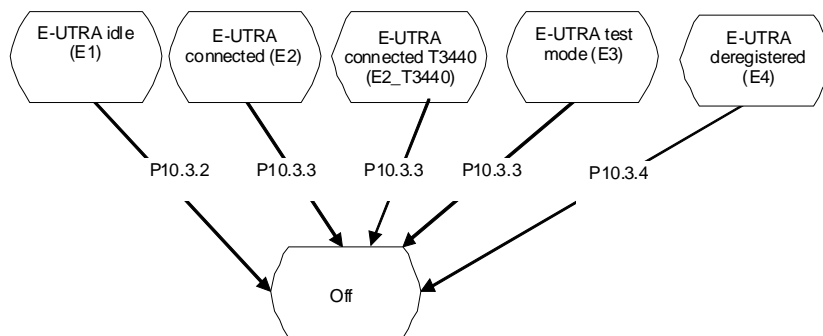 E-UTRA idle
(E1)
E-UTRA
connected (E2)
E-UTRA
connected T3440
(E2_T3440)
E-UTRA test
mode (E3)
E-UTRA
deregistered
(E4)
P10.3.2
P10.3.3
P10.3.3
P10.3.3
P10.3.4
Off